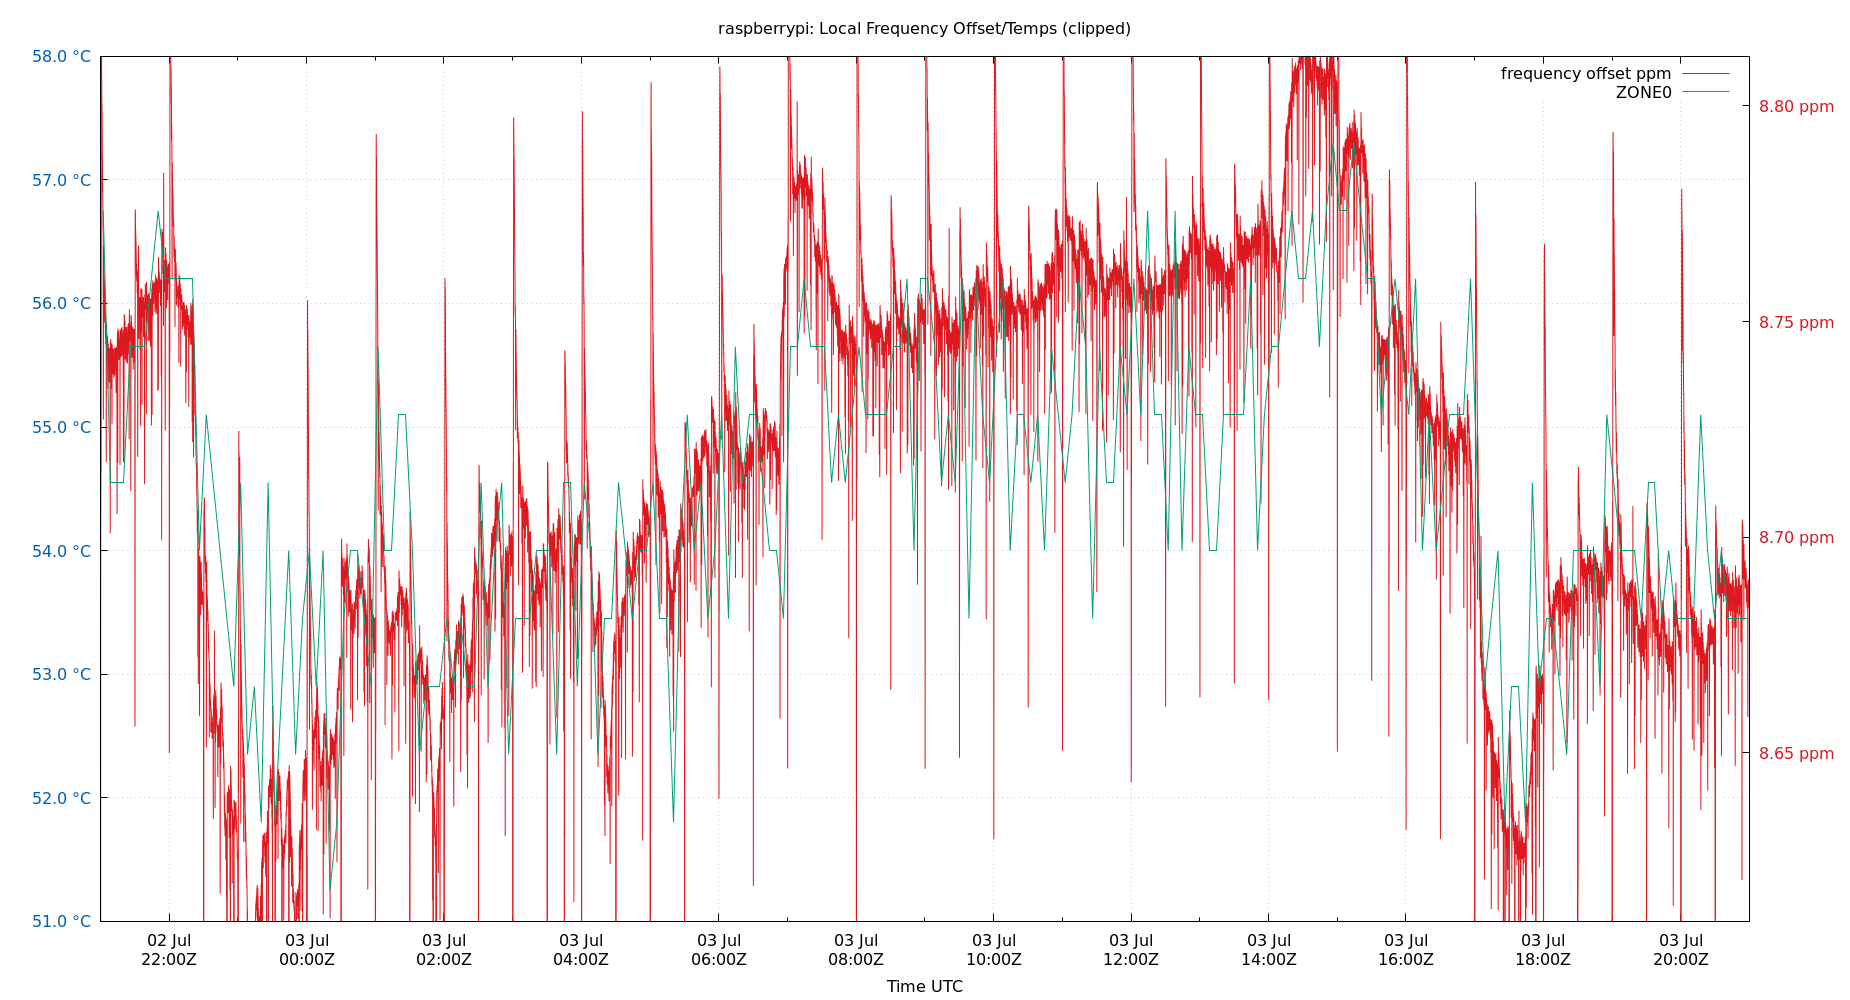 raspberrypi: Local Frequency Offset/Temps (clipped)
58.0 °C
57.0 °C
56.0 °C
55.0 °C
54.0 °C
53.0 °C
52.0 °C
51.0 °C
frequency offset ppm
ZONE0
8.80 ppm
8.75 ppm
8.70 ppm
8.65 ppm
02 Jul
22:00Z
03 Jul
00:00Z
03 Jul
02:00Z
03 Jul
04:00Z
03 Jul
06:00Z
03 Jul
08:00Z
03 Jul
10:00Z
03 Jul
12:00Z
03 Jul
14:00Z
03 Jul
16:00Z
03 Jul
18:00Z
03 Jul
20:00Z
Time UTC